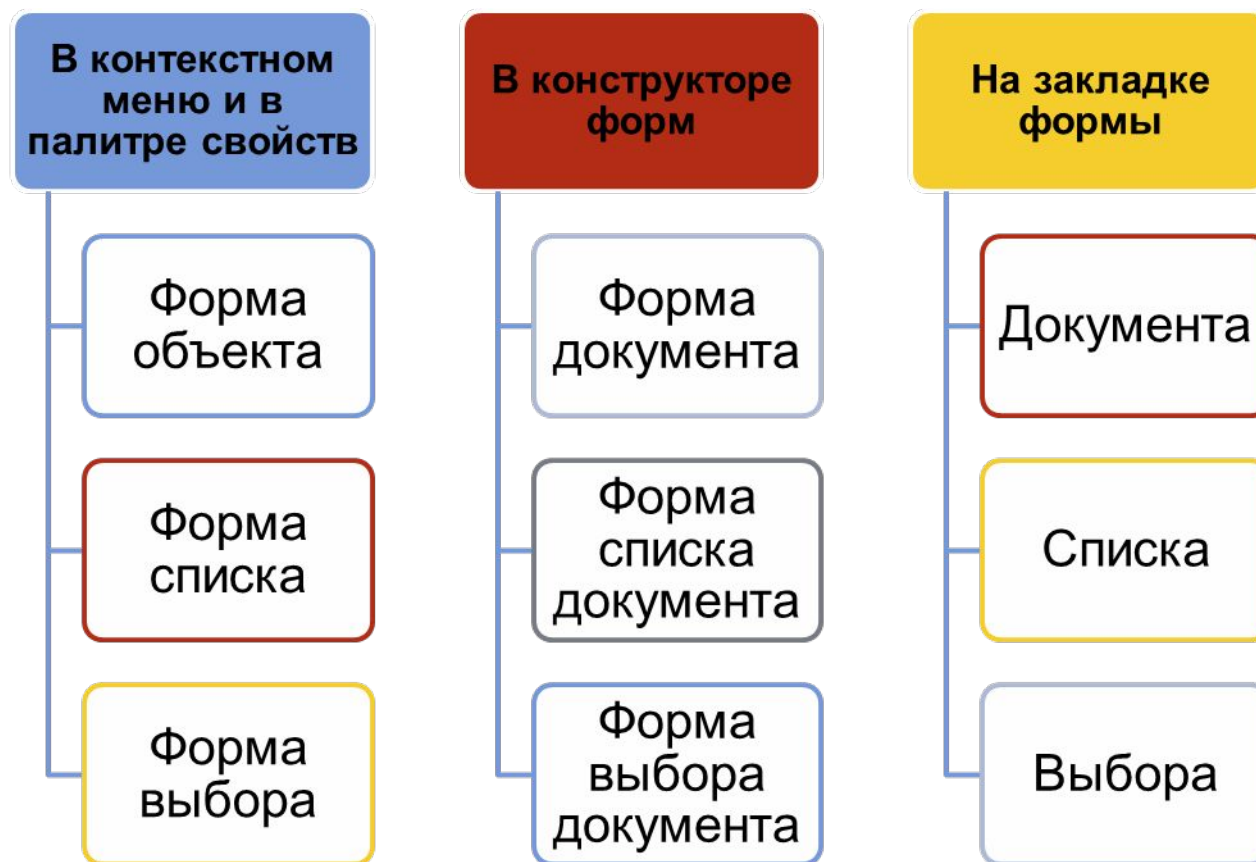 В контекстном
меню и в
палитре свойств
Форма
объекта
Форма
списка
Форма
выбора
В конструкторе
форм
Форма
документа
Форма
списка
документа
Форма
выбора
документа
На закладке
формы
Документа
Списка
Выбора